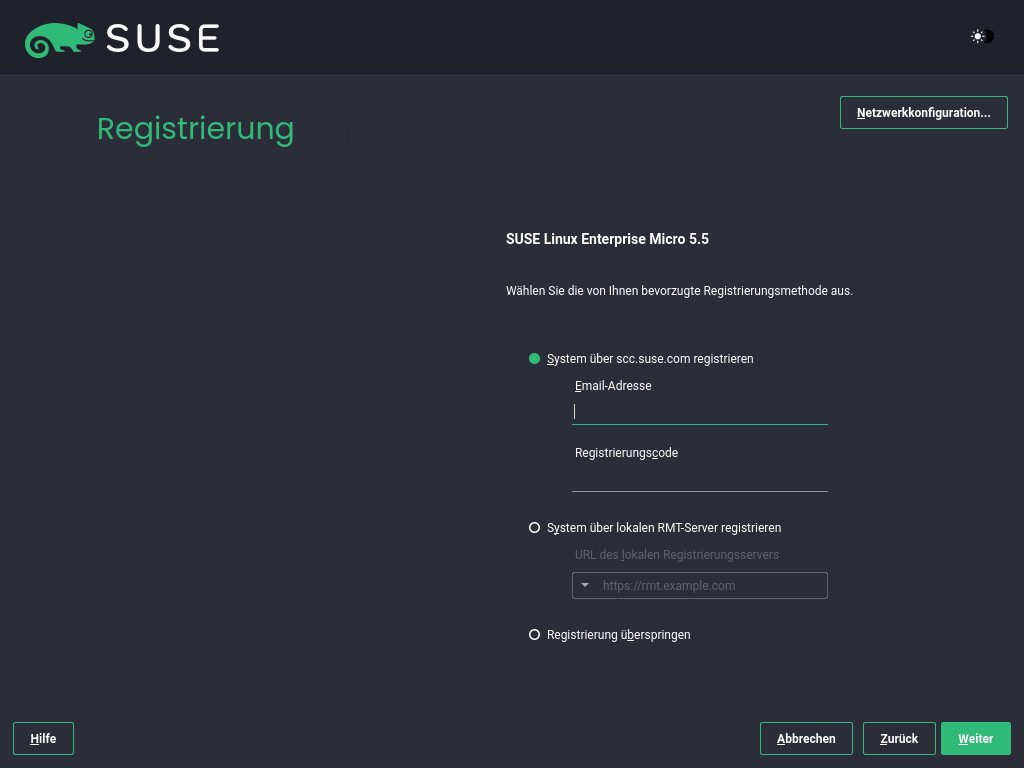 SUSE
Registrierung
Netzwerkkonfiguration...
SUSE Linux Enterprise Micro 5.5
Wählen Sie die von Ihnen bevorzugte Registrierungsmethode aus.
System über scc.suse.com registrieren
Email-Adresse
Registrierungscode
System über lokalen RMT-Server registrieren
URL des lokalen Registrierungsservers
https://rmt.example.com
Registrierung überspringen
Hilfe
Abbrechen
Zurück
Weiter